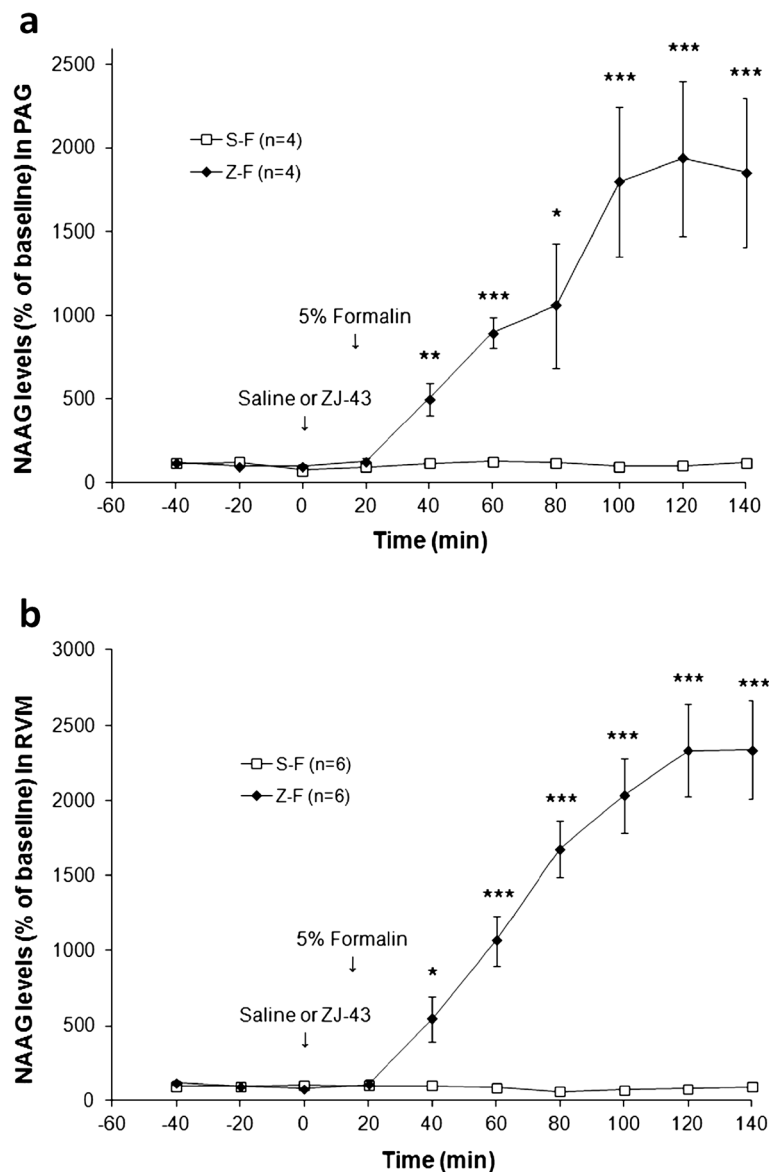 a
NAAG levels (% of baseline) In PAG
2500
2000
1500
1000
500
0
S-F (n=4)
Z-F (n=4)
5% Formalin
↓
Saline or ZJ-43
↓
**
***
*
***
***
***
-60 -40 -20 0 20 40 60 80 100 120 140
Time (min)
b
NAAG levels (% of baseline) In RVM
3000
2500
2000
1500
1000
500
0
S-F (n=6)
Z-F (n=6)
5% Formalin
↓
Saline or ZJ-43
↓
*
***
***
***
***
***
-60 -40 -20 0 20 40 60 80 100 120 140
Time (min)